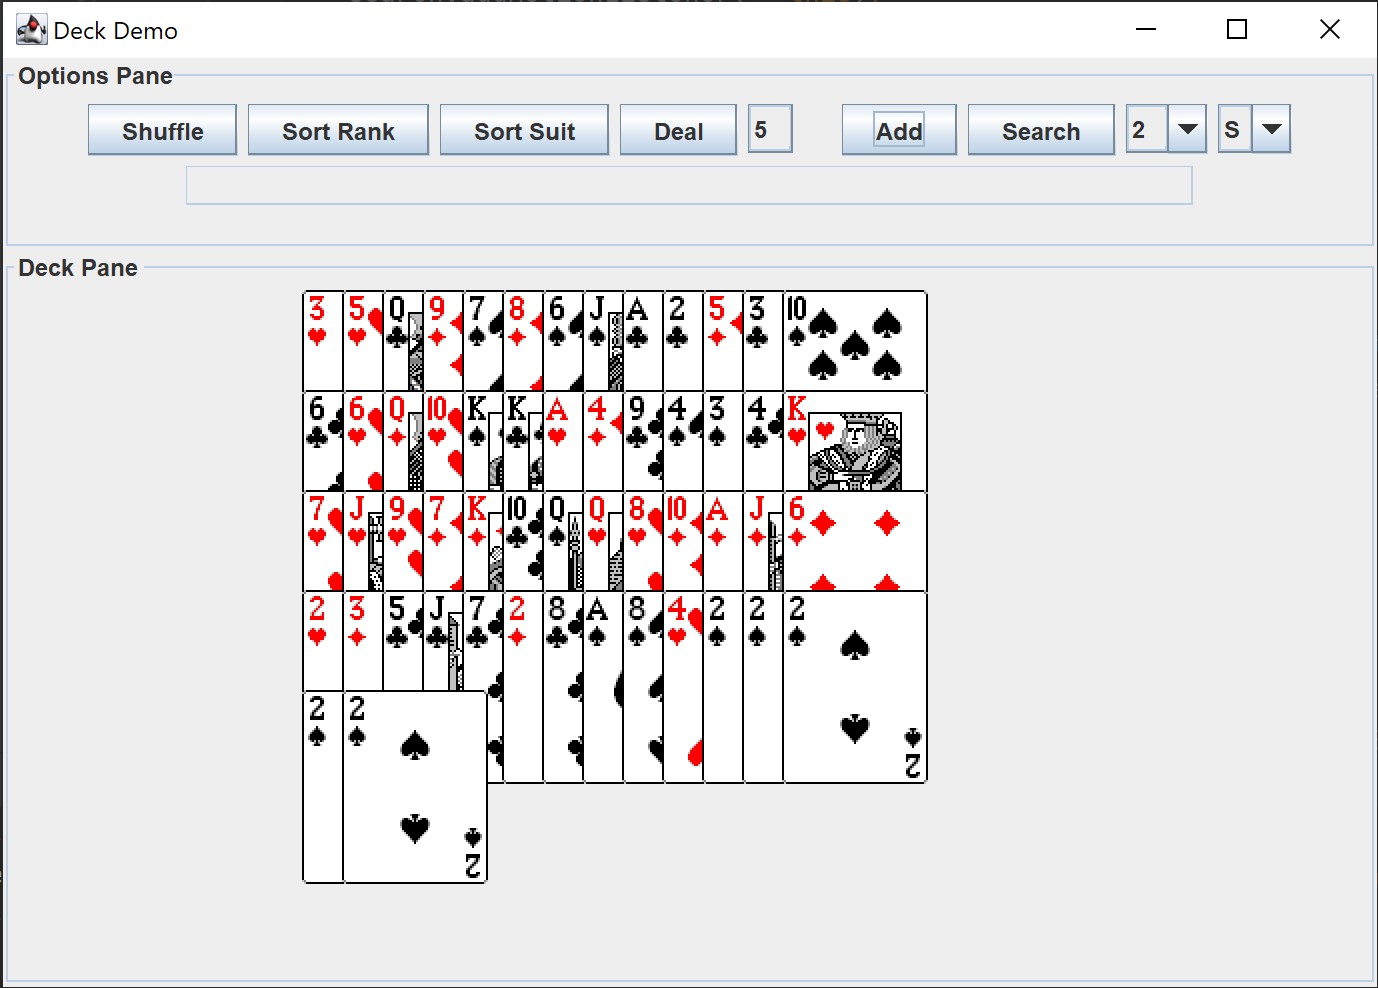 Deck Demo
Options Pane
Shuffle Sort Rank Sort Suit Deal 5 Add Search 2 S
Deck Pane
3 5 Q 9 7 8 6 J A 2 5 3 10
6 6 Q 10 K K A 4 9 4 3 4 K
7 J 9 7 K 10 Q Q 8 10 A J 6
2 3 5 J 7 2 8 A 8 4 2 2 2
2 2
2
2